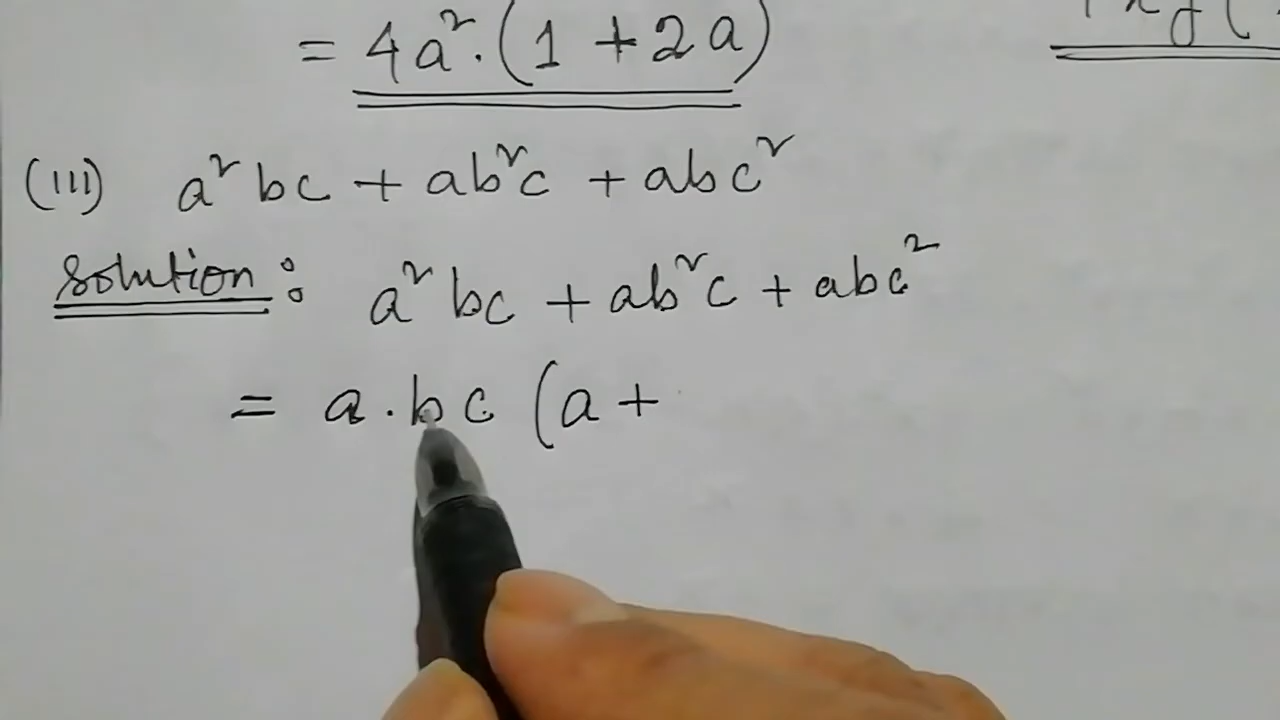 = 4a².(1 + 2a)
(iii) a²bc + ab²c + abc²
Solution: a²bc + ab²c + abc²
= a.bc (a +